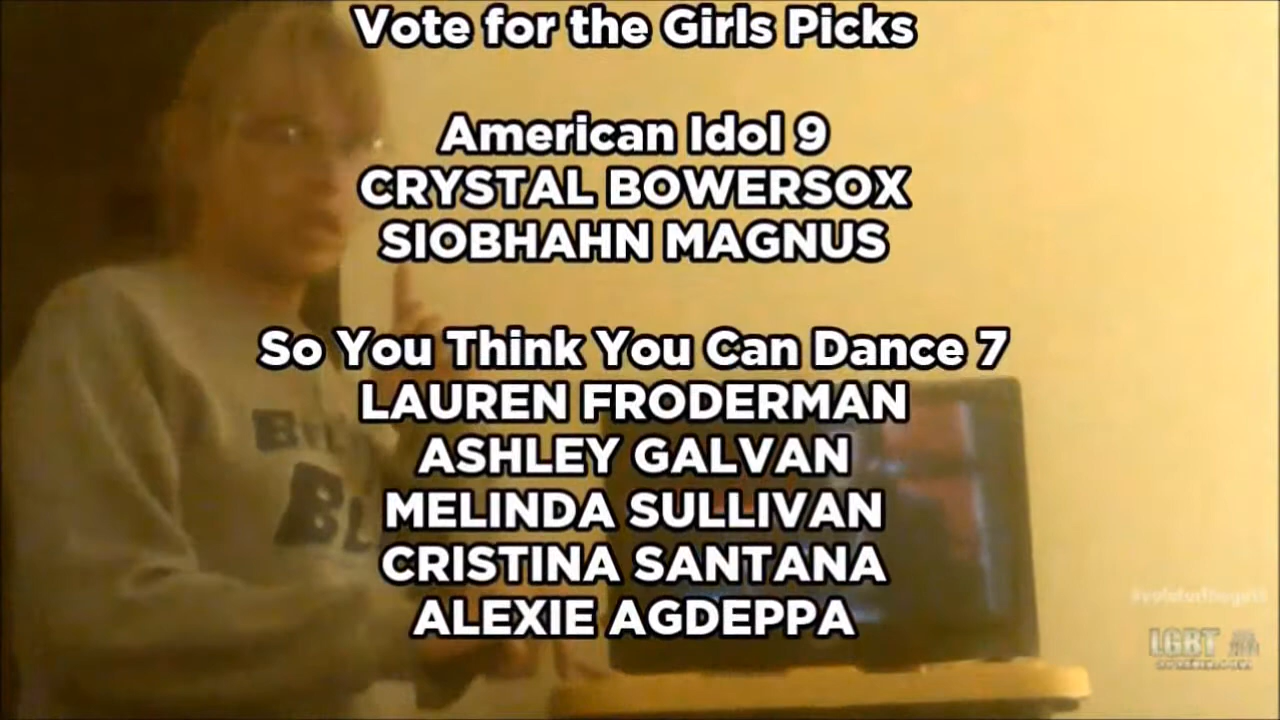 Vote for the Girls Picks
American Idol 9
CRYSTAL BOWERSOX
SIOBHAHN MAGNUS
So You Think You Can Dance 7
LAUREN FRODERMAN
ASHLEY GALVAN
MELINDA SULLIVAN
CRISTINA SANTANA
ALEXIE AGDEPPA
LGBT